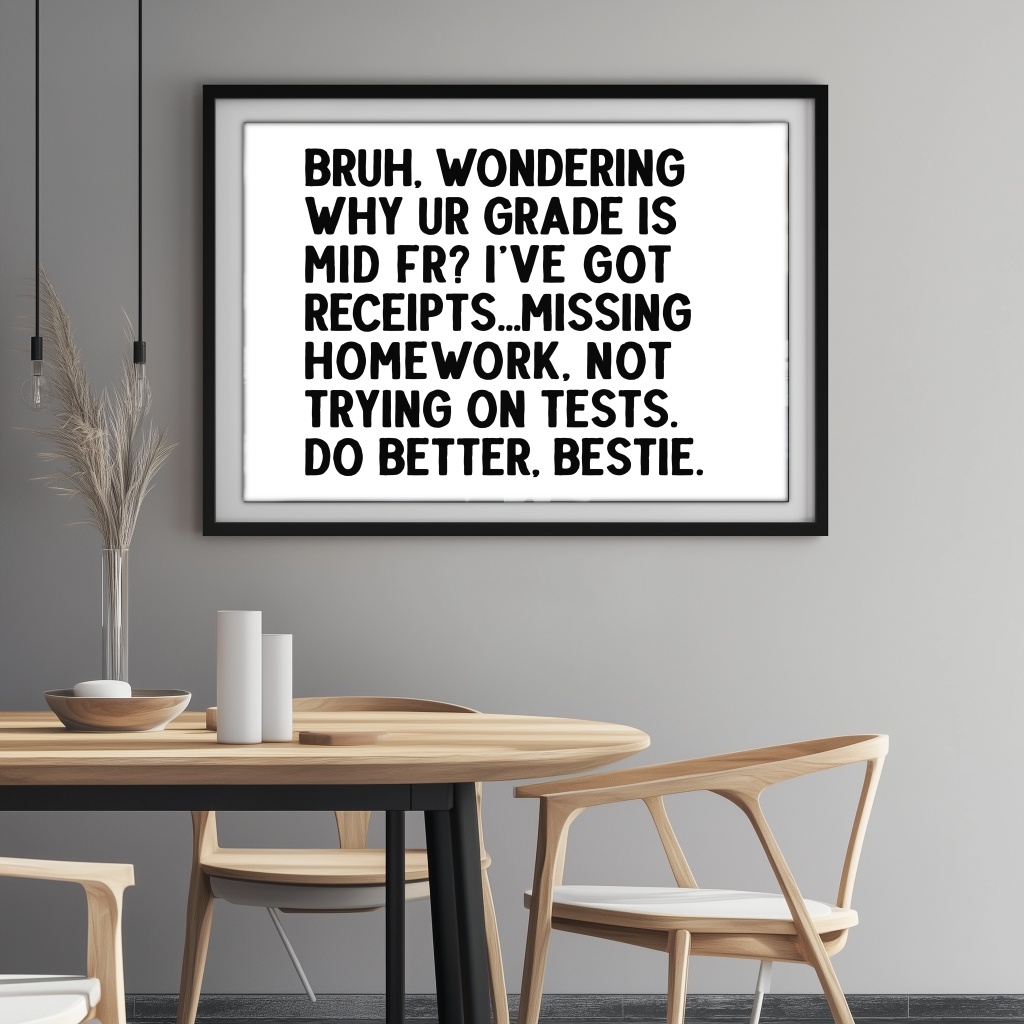 BRUH, WONDERING
WHY UR GRADE IS
MID FR? I'VE GOT
RECEIPTS...MISSING
HOMEWORK, NOT
TRYING ON TESTS.
DO BETTER, BESTIE.